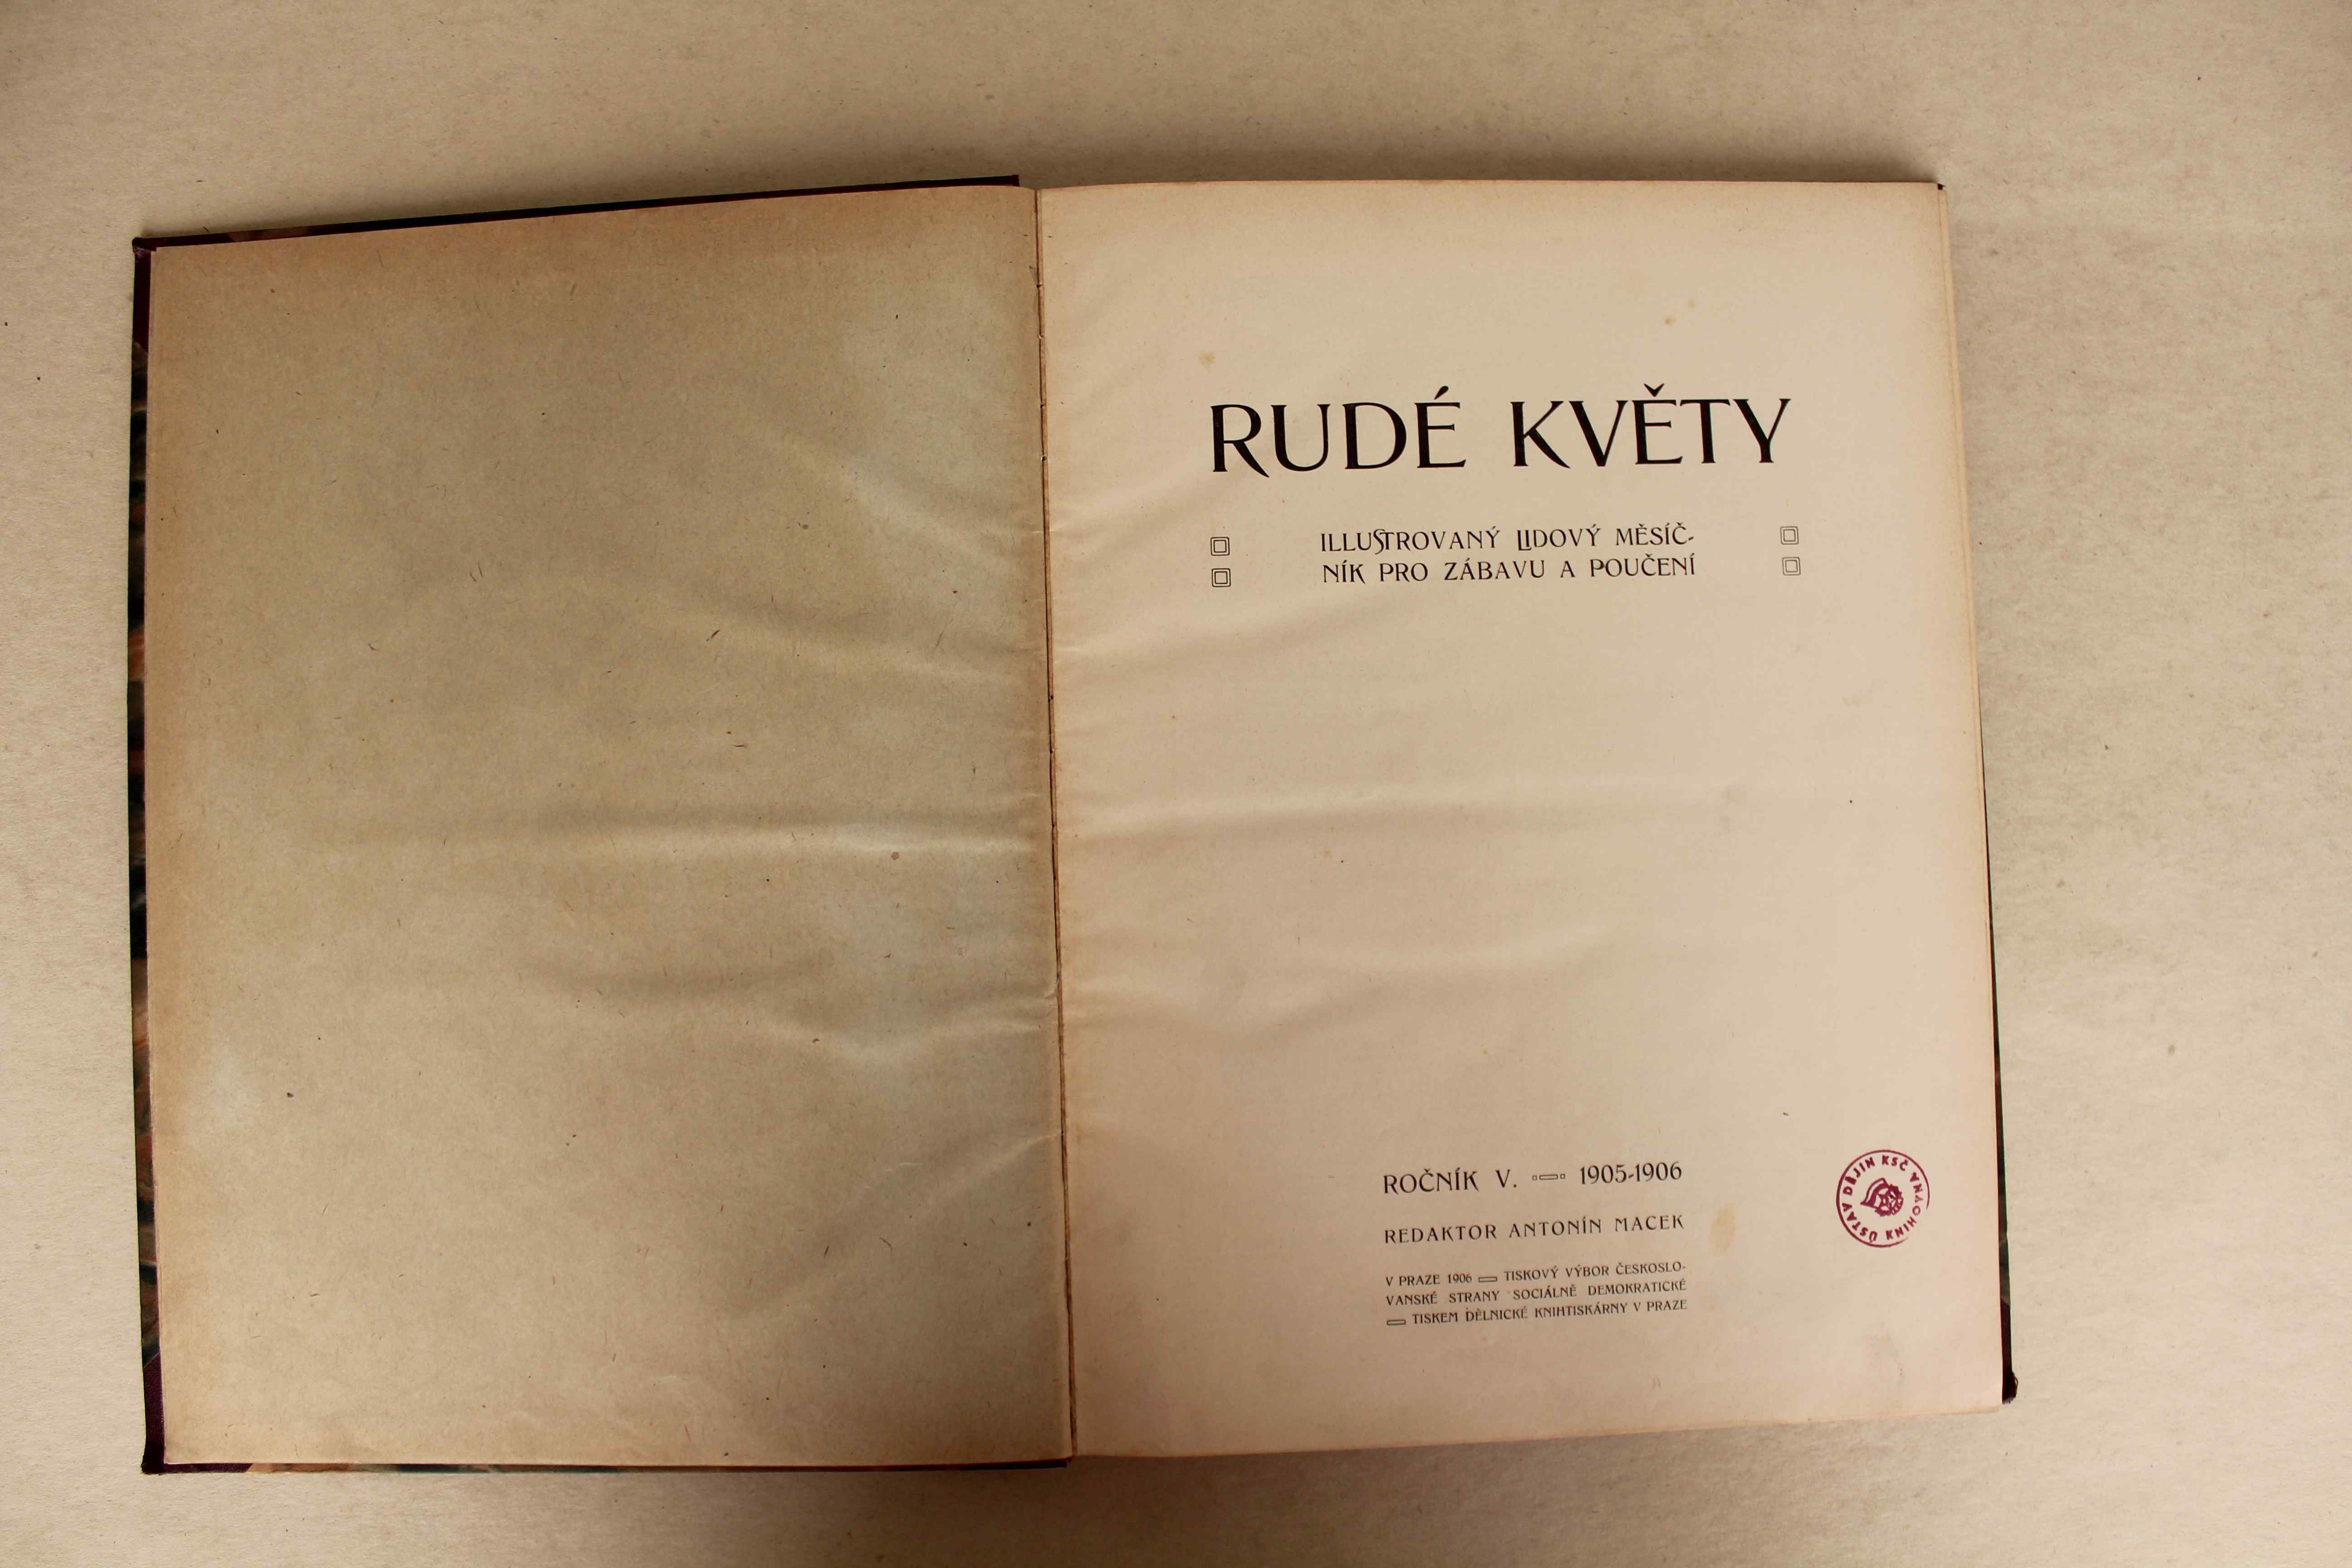 RUDÉ KVĚTY
ILLUSTROVANÝ LIDOVÝ MĚSÍČ-
NÍK PRO ZÁBAVU A POUČENÍ
ROČNÍK V. 1905-1906
REDAKTOR ANTONÍN MACEK
V PRAZE 1906 — TISKOVÝ VÝBOR ČESKOSLO-
VANSKÉ STRANY SOCIÁLNĚ DEMOKRATICKÉ
— TISKEM DĚLNICKÉ KNIHTISKÁRNY V PRAZE
ÚSTAV DĚJIN KSČ
KNIHOVNA